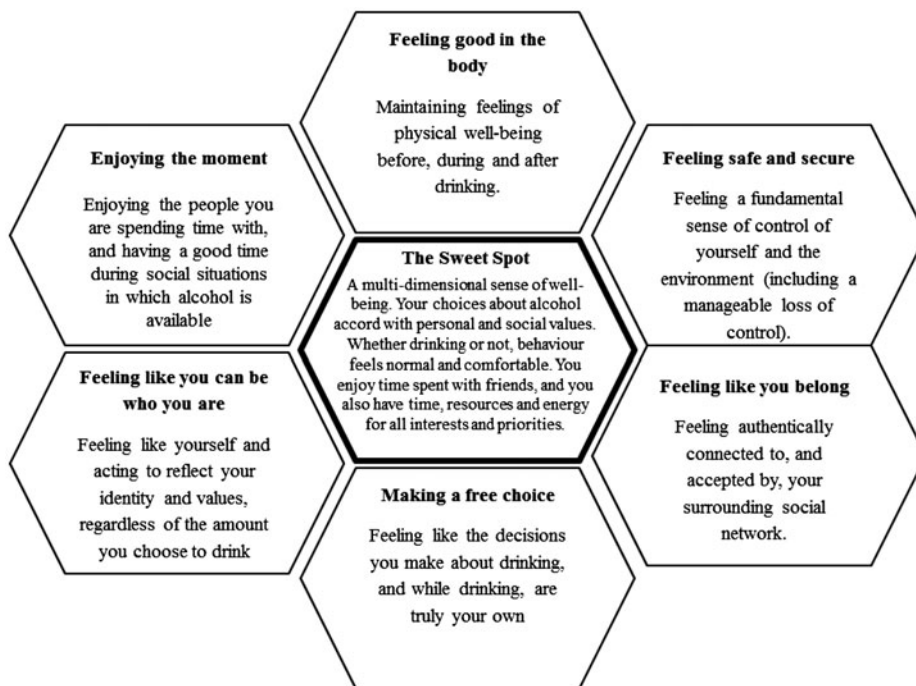 Feeling good in the
body
Maintaining feelings of
physical well-being
before, during and after
drinking.
Enjoying the moment
Enjoying the people you
are spending time with,
and having a good time
during social situations
in which alcohol is
available
Feeling safe and secure
Feeling a fundamental
sense of control of
yourself and the
environment (including a
manageable loss of
control).
The Sweet Spot
A multi-dimensional sense of well-
being. Your choices about alcohol
accord with personal and social values.
Whether drinking or not, behaviour
feels normal and comfortable. You
enjoy time spent with friends, and you
also have time, resources and energy
for all interests and priorities.
Feeling like you can be
who you are
Feeling like yourself and
acting to reflect your
identity and values,
regardless of the amount
you choose to drink
Feeling like you belong
Feeling authentically
connected to, and
accepted by, your
surrounding social
network.
Making a free choice
Feeling like the decisions
you make about drinking,
and while drinking, are
truly your own